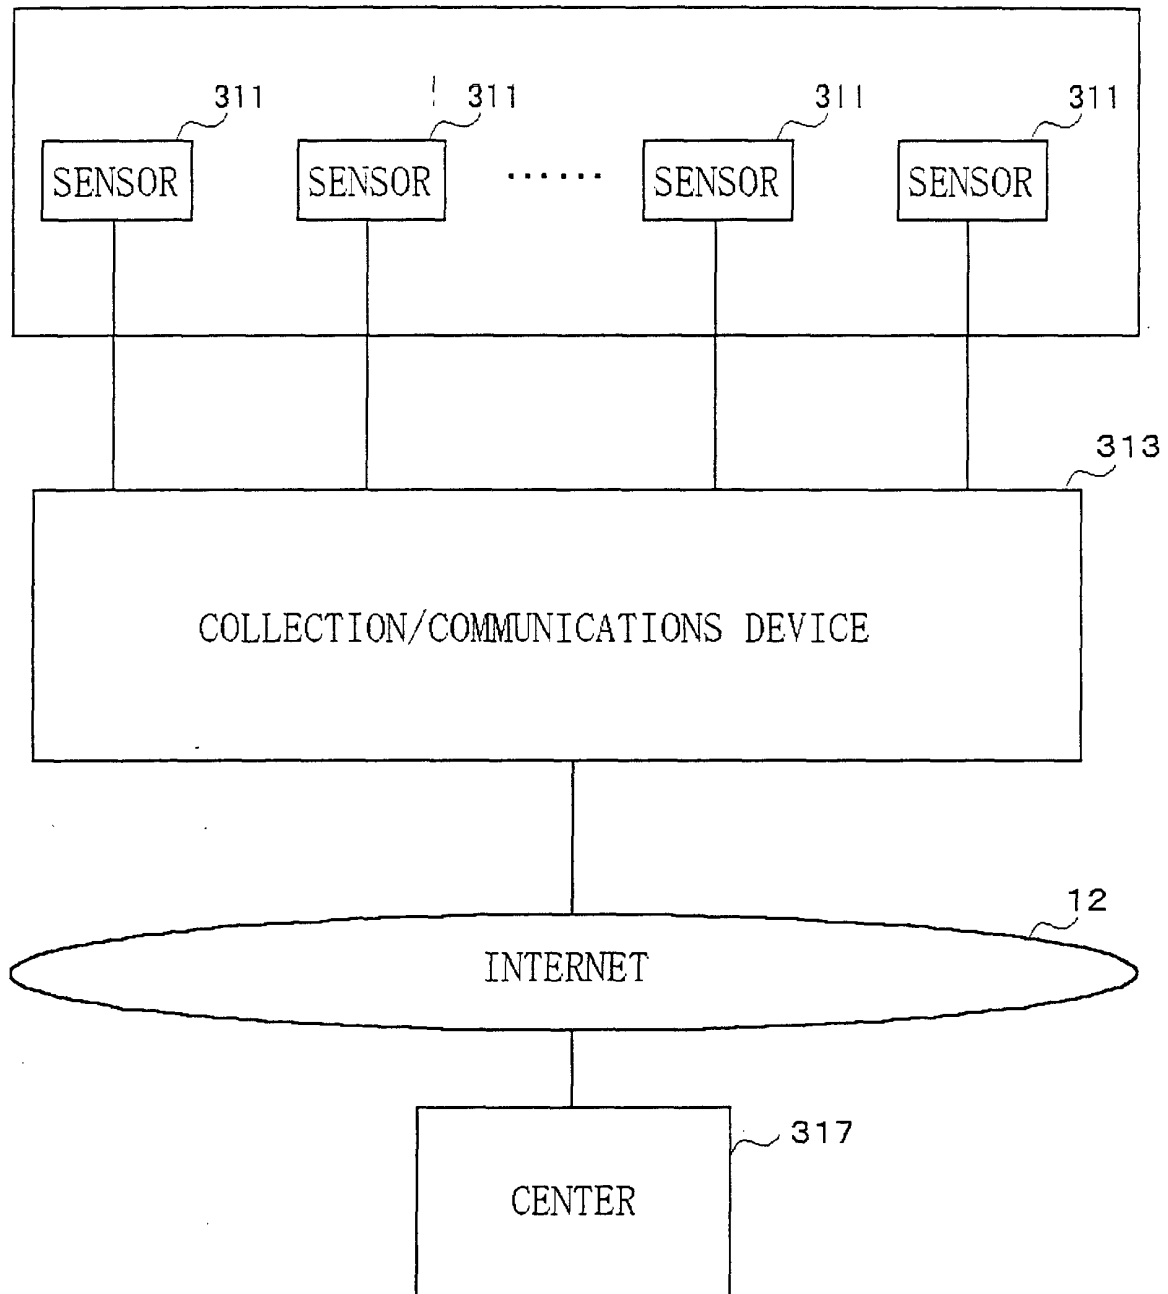 311 311 311 311
SENSOR SENSOR ...... SENSOR SENSOR
313
COLLECTION/COMMUNICATIONS DEVICE
12
INTERNET
317
CENTER